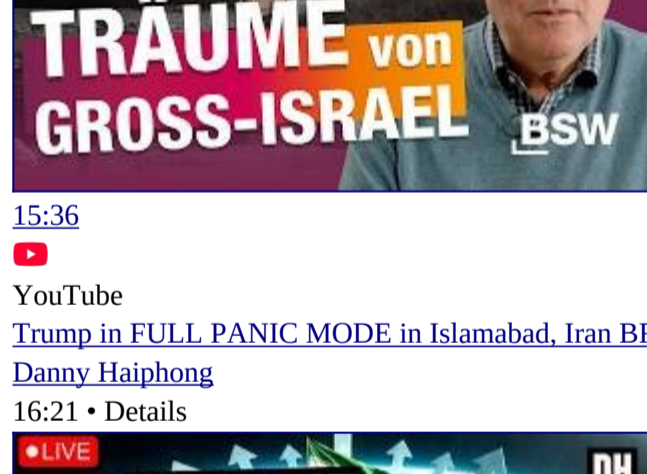 TRÄUME von
GROSS-ISRAEL
BSW
15:36
YouTube
Trump in FULL PANIC MODE in Islamabad, Iran
Danny Haiphong
16:21 • Details
LIVE
DH